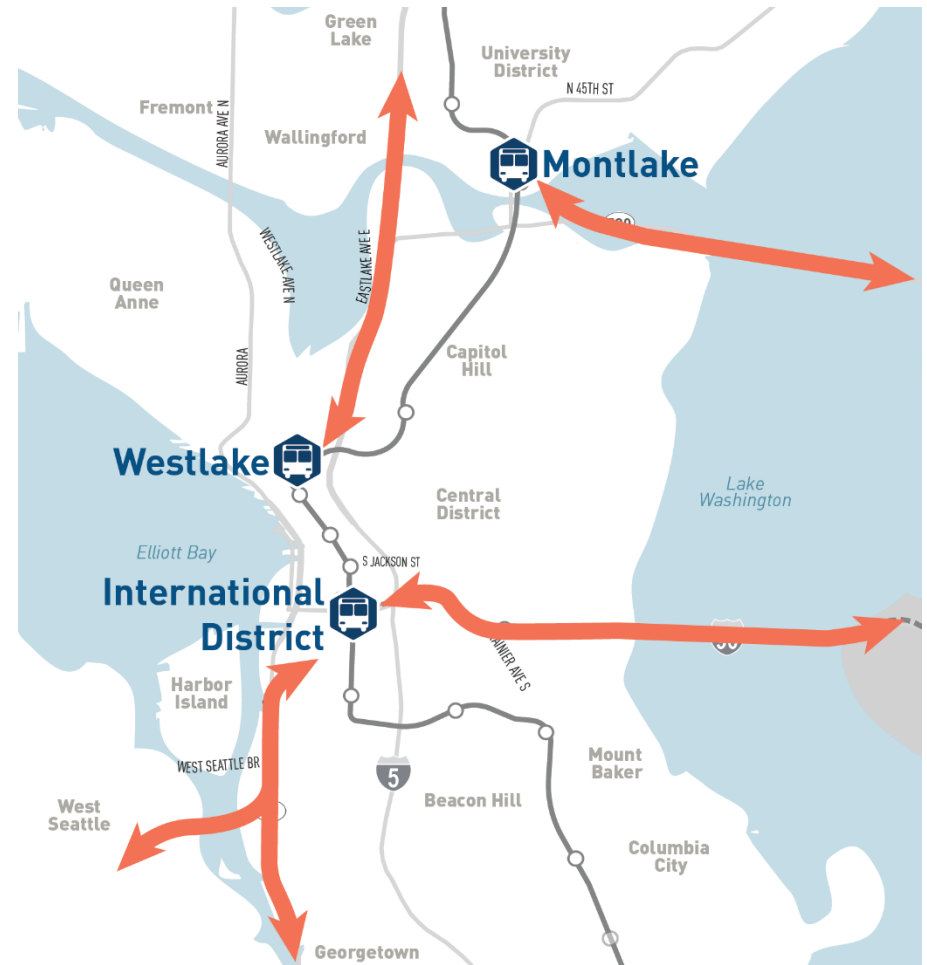 Green
Lake
University
District
N 45TH ST
Fremont
AURORA AVE N
Wallingford
Montlake
WESTLAKE AVE N
EASTLAKE AVE E
Queen
Anne
AURORA
Capitol
Hill
Westlake
Central
District
Lake
Washington
Elliott Bay
S JACKSON ST
International
District
Harbor
Island
WEST SEATTLE BR
5
Mount
Baker
West
Seattle
Beacon Hill
Columbia
City
Georgetown